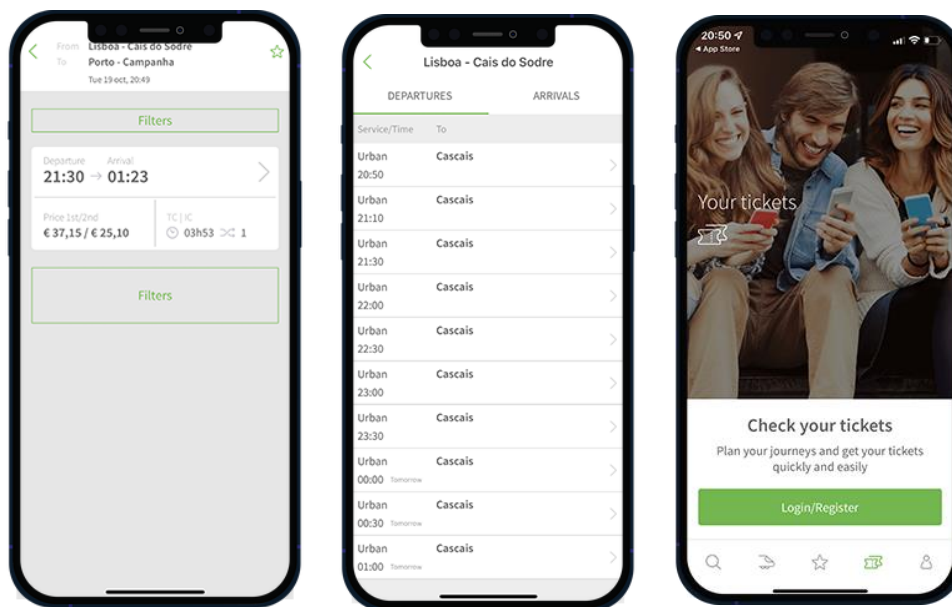 From Lisboa - Cais do Sodre
To Porto - Campanha
Tue 19 oct, 20:49
Filters
Departure Arrival
21:30 → 01:23
Price 1st/2nd TC | IC
€ 37,15 / € 25,10 03h53 1
Filters
Lisboa - Cais do Sodre
DEPARTURES ARRIVALS
Service/Time To
Urban Cascais
20:50
Urban Cascais
21:10
Urban Cascais
21:30
Urban Cascais
22:00
Urban Cascais
22:30
Urban Cascais
23:00
Urban Cascais
23:30
Urban Cascais
00:00 Tomorrow
Urban Cascais
00:30 Tomorrow
Urban Cascais
01:00 Tomorrow
20:50
App Store
Your tickets
Check your tickets
Plan your journeys and get your tickets
quickly and easily
Login/Register